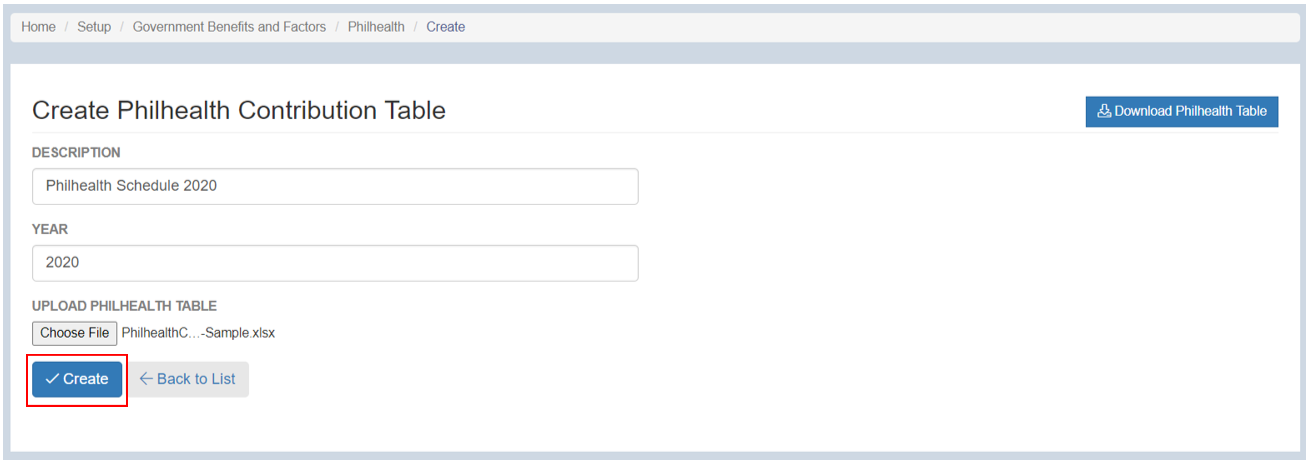 Home / Setup / Government Benefits and Factors / Philhealth / Create
Create Philhealth Contribution Table
Download Philhealth Table
DESCRIPTION
Philhealth Schedule 2020
YEAR
2020
UPLOAD PHILHEALTH TABLE
Choose File PhilhealthC...-Sample.xlsx
Create Back to List